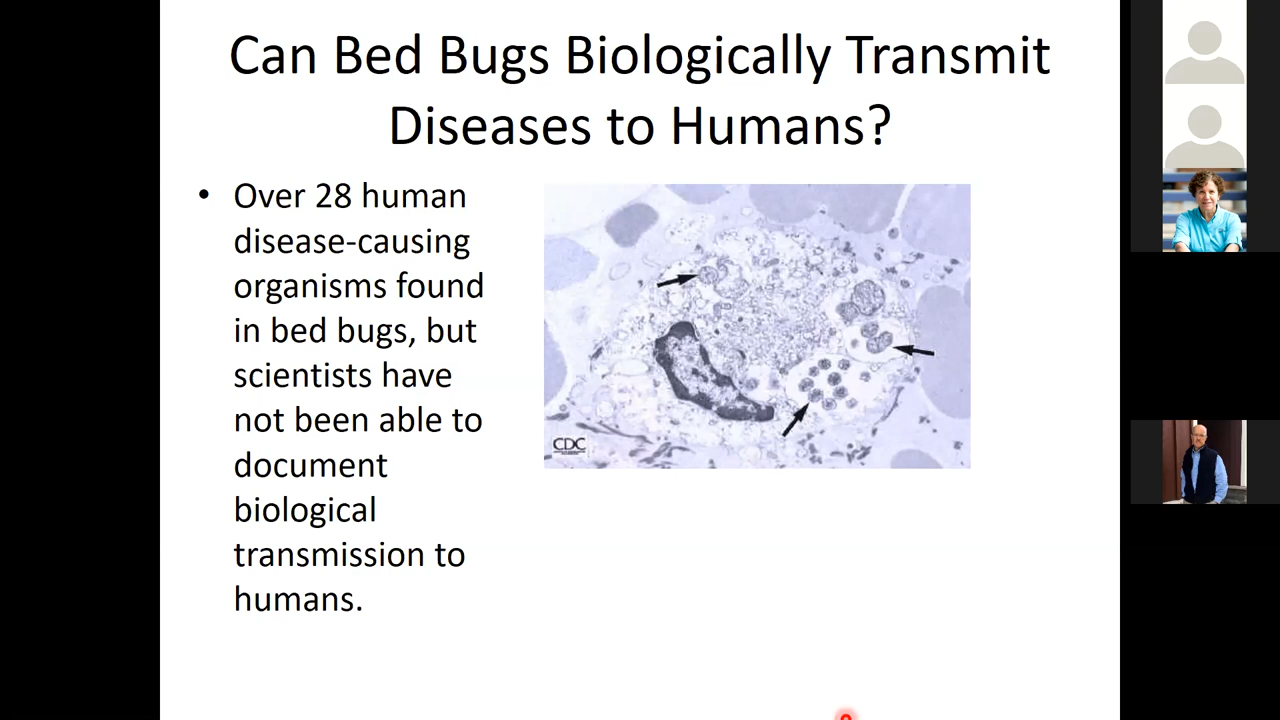 Can Bed Bugs Biologically Transmit
Diseases to Humans?
• Over 28 human
disease-causing
organisms found
in bed bugs, but
scientists have
not been able to
document
biological
transmission to
humans.
CDC